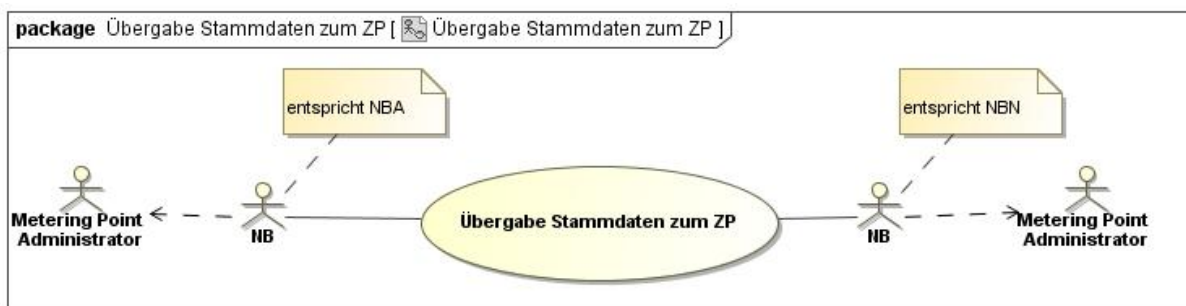 package Übergabe Stammdaten zum ZP [ Übergabe Stammdaten zum ZP ]
entspricht NBA
entspricht NBN
Metering Point
Administrator
NB
Übergabe Stammdaten zum ZP
NB
Metering Point
Administrator